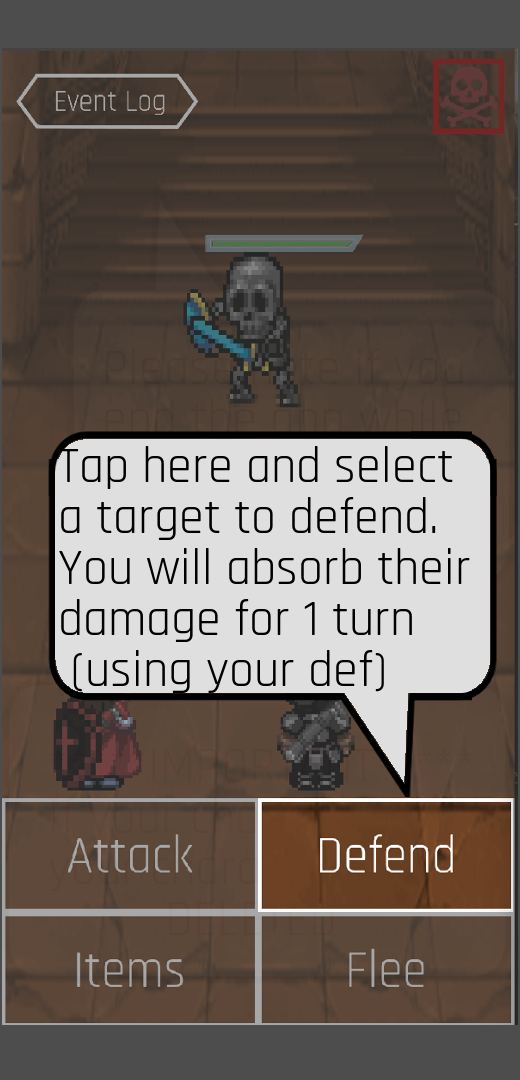 Event Log
Tap here and select
a target to defend.
You will absorb their
damage for 1 turn
(using your def)
Attack
Defend
Items
Flee